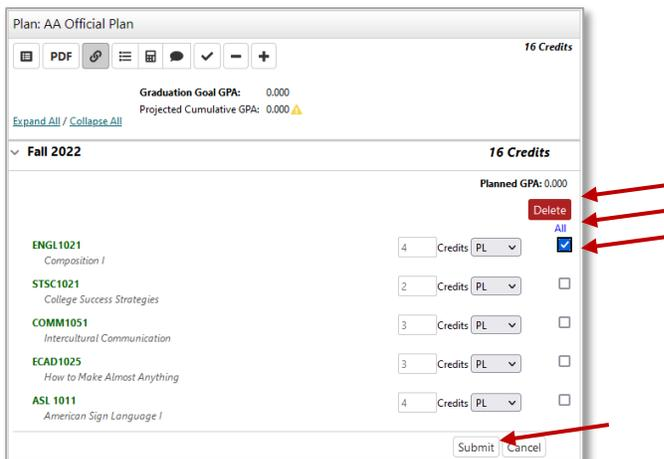 Plan: AA Official Plan
PDF
16 Credits
Graduation Goal GPA: 0.000
Projected Cumulative GPA: 0.000
Expand All / Collapse All
Fall 2022 16 Credits
Planned GPA: 0.000
Delete
All
ENGL1021 4 Credits PL
Composition I
STSC1021 2 Credits PL
College Success Strategies
COMM1051 3 Credits PL
Intercultural Communication
ECAD1025 3 Credits PL
How to Make Almost Anything
ASL 1011 4 Credits PL
American Sign Language I
Submit Cancel